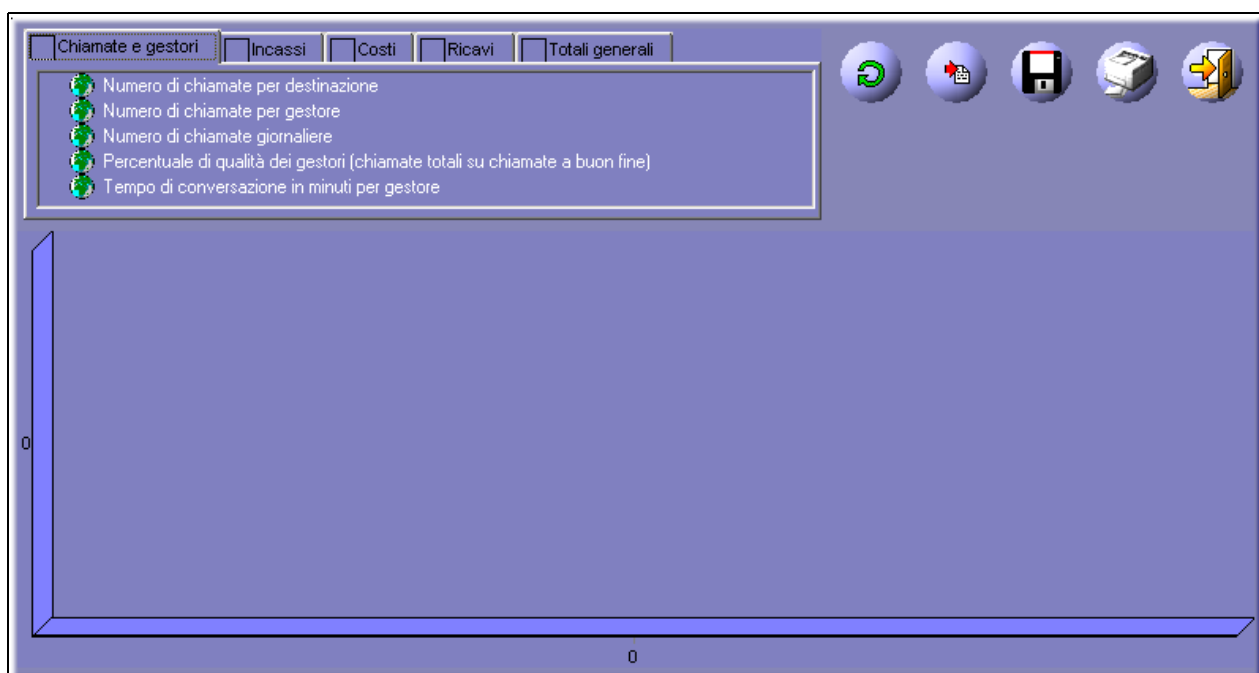 Chiamate e gestori Incassi Costi Ricavi Totali generali
Numero di chiamate per destinazione
Numero di chiamate per gestore
Numero di chiamate giornaliere
Percentuale di qualità dei gestori (chiamate totali su chiamate a buon fine)
Tempo di conversazione in minuti per gestore
0
0